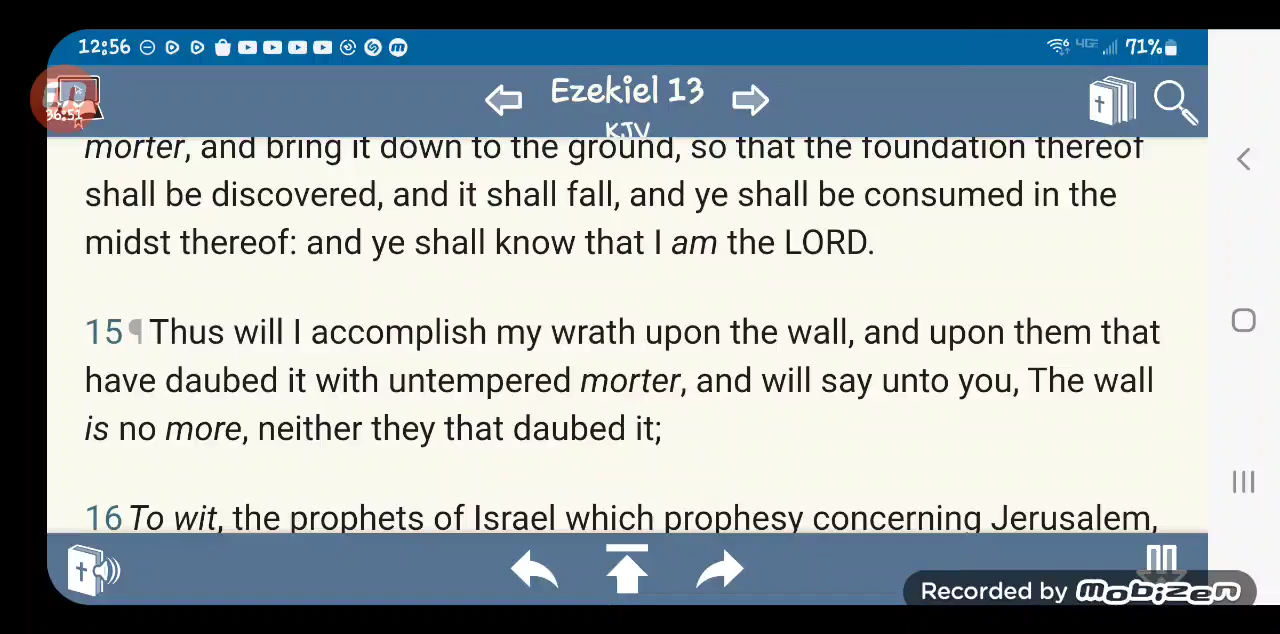 12:56 4GE 71%
36:51
Ezekiel 13
KJV
morter, and bring it down to the ground, so that the foundation thereof
shall be discovered, and it shall fall, and ye shall be consumed in the
midst thereof: and ye shall know that I am the LORD.
15¶ Thus will I accomplish my wrath upon the wall, and upon them that
have daubed it with untempered morter, and will say unto you, The wall
is no more, neither they that daubed it;
16 To wit, the prophets of Israel which prophesy concerning Jerusalem,
Recorded by mobizen